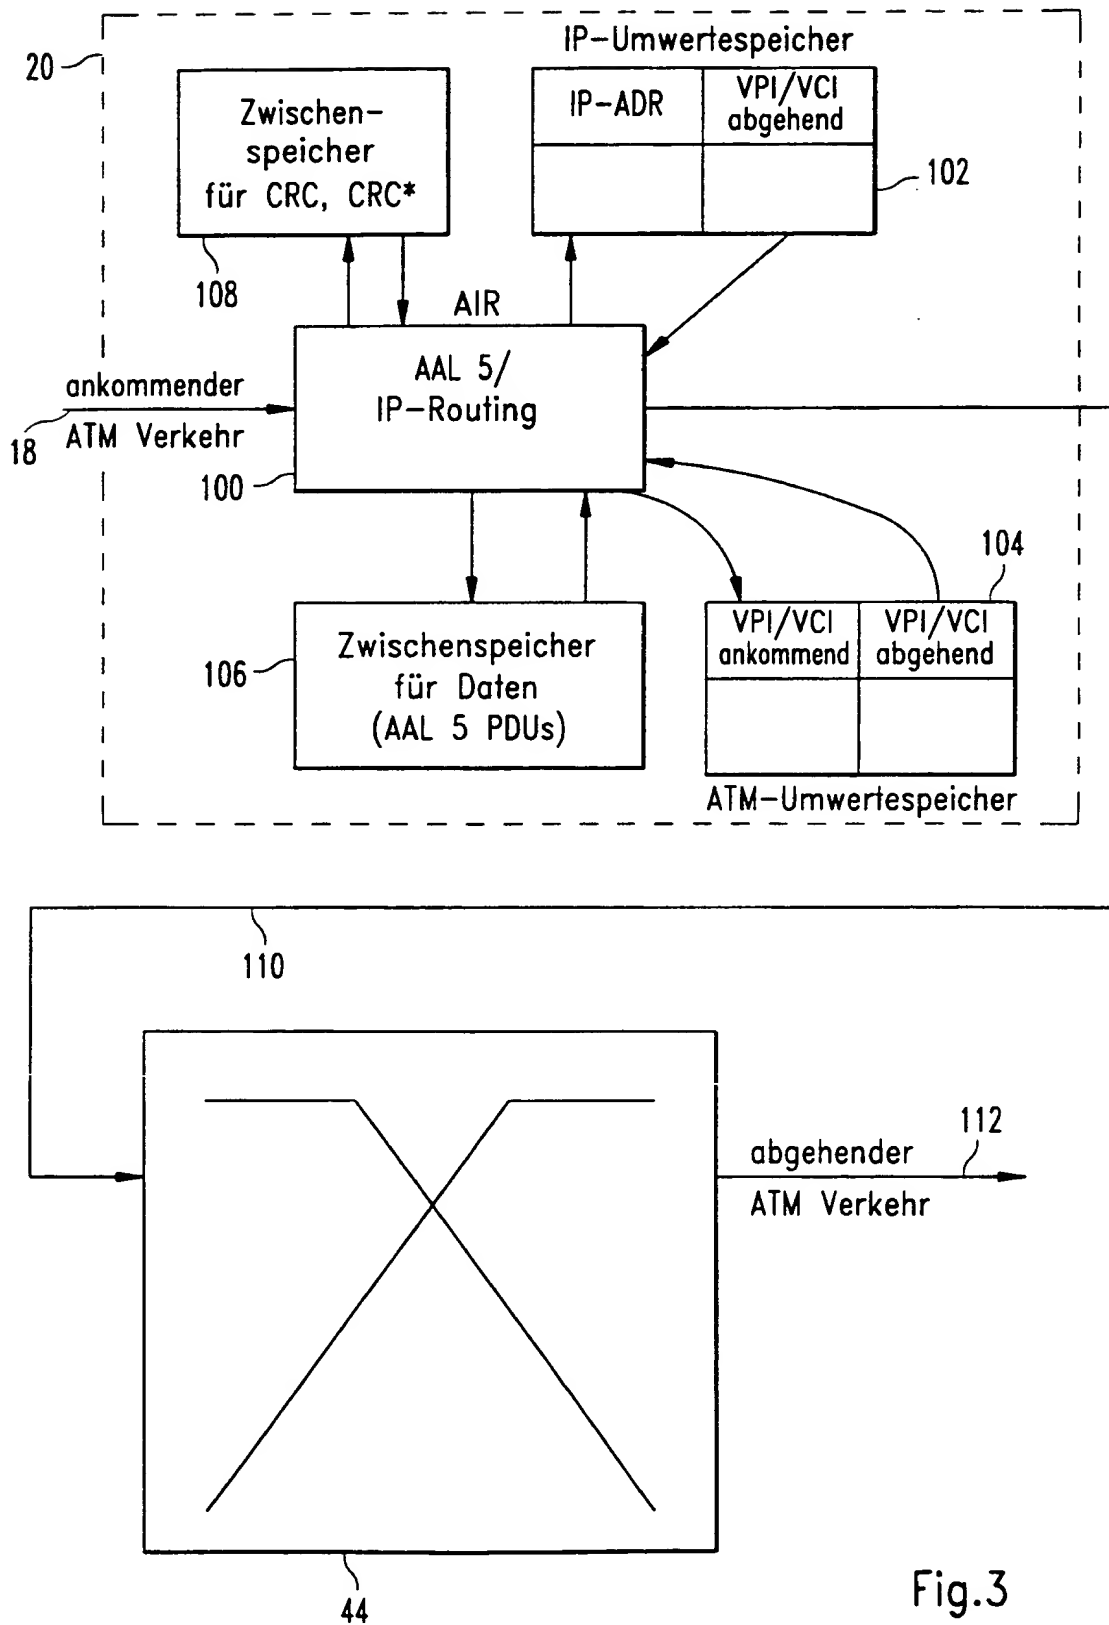 IP-Umwertespeicher
20
Zwischen-
speicher
für CRC, CRC*
IP-ADR
VPI/VCI
abgehend
102
108
AIR
AAL 5/
IP-Routing
ankommender
18
ATM Verkehr
100
104
106
Zwischenspeicher
für Daten
(AAL 5 PDUs)
VPI/VCI
ankommend
VPI/VCI
abgehend
ATM-Umwertespeicher
110
112
abgehender
ATM Verkehr
44
Fig.3